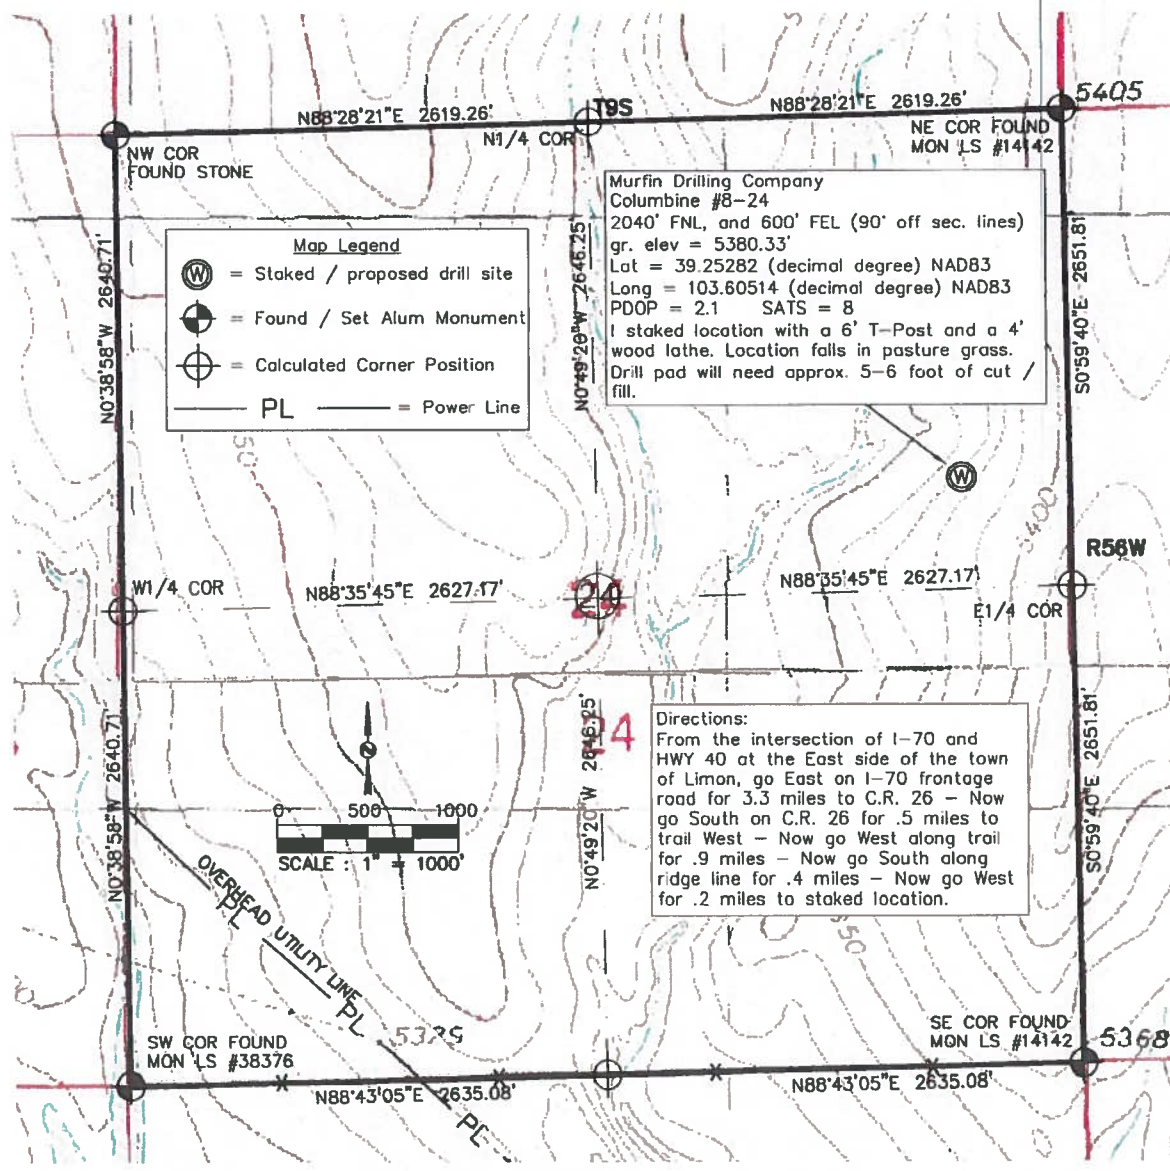 5405
N88°28'21"E 2619.26'
T9S
N88°28'21"E 2619.26'
N1/4 COR
NE COR FOUND
MON LS #14142
NW COR
FOUND STONE
Murfin Drilling Company
Columbine #8-24
2040' FNL, and 600' FEL (90° off sec. lines)
gr. elev = 5380.33'
Lat = 39.25282 (decimal degree) NAD83
Long = 103.60514 (decimal degree) NAD83
PDOP = 2.1 SATS = 8
I staked location with a 6' T-Post and a 4'
wood lathe. Location falls in pasture grass.
Drill pad will need approx. 5-6 foot of cut /
fill.
Map Legend
W = Staked / proposed drill site
= Found / Set Alum Monument
= Calculated Corner Position
PL = Power Line
N0°38'58"W 2640.71'
N0°49'20"W 2646.25'
S0°59'40"E 2651.81'
W
50
5400
R56W
W1/4 COR
N88°35'45"E 2627.17'
24
N88°35'45"E 2627.17'
E1/4 COR
24
N0°38'58"W 2640.71'
N0°49'20"W 2646.25'
S0°59'40"E 2651.81'
0 500 1000
SCALE : 1" = 1000'
Directions:
From the intersection of I-70 and
HWY 40 at the East side of the town
of Limon, go East on I-70 frontage
road for 3.3 miles to C.R. 26 - Now
go South on C.R. 26 for .5 miles to
trail West - Now go West along trail
for .9 miles - Now go South along
ridge line for .4 miles - Now go West
for .2 miles to staked location.
OVERHEAD UTILITY LINE
PL
PL
PL
SW COR FOUND
MON LS #38376
SE COR FOUND
MON LS #14142
5368
N88°43'05"E 2635.08'
N88°43'05"E 2635.08'